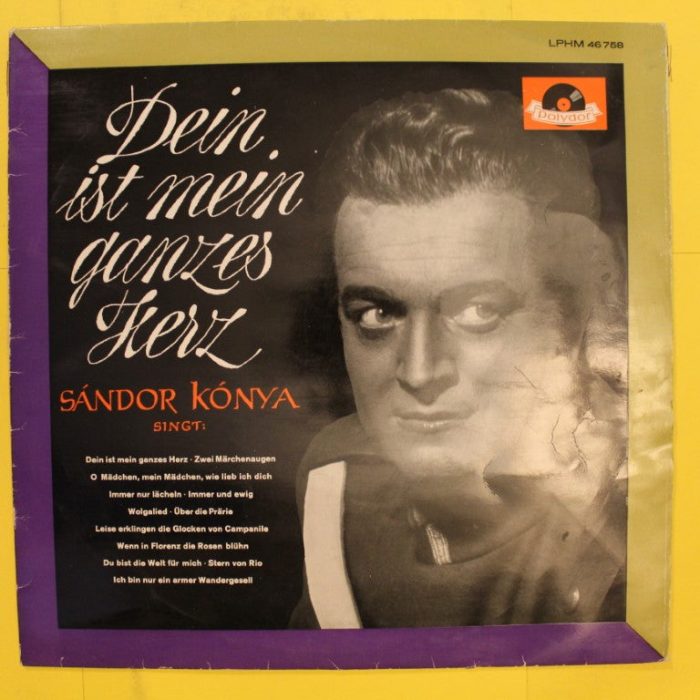 LPHM 46758
Polydor
Dein
ist mein
ganzes
Herz
SÁNDOR KÓNYA
SINGT:
Dein ist mein ganzes Herz · Zwei Märchenaugen
O Mädchen, mein Mädchen, wie lieb ich dich
Immer nur lächeln · Immer und ewig
Wolgalied · Über die Prärie
Leise erklingen die Glocken von Campanile
Wenn in Florenz die Rosen blühn
Du bist die Welt für mich · Stern von Rio
Ich bin nur ein armer Wandergesell